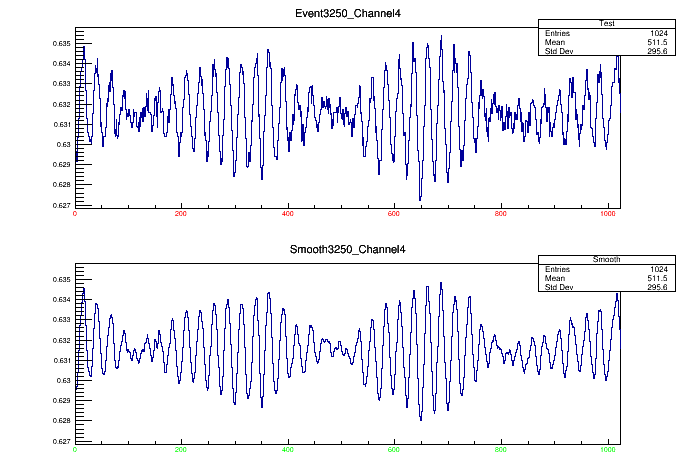 Event3250_Channel4
Test
Entries 1024
Mean 511.5
Std Dev 295.6
0.635
0.634
0.633
0.632
0.631
0.63
0.629
0.628
0.627
0 200 400 600 800 1000
Smooth3250_Channel4
Smooth
Entries 1024
Mean 511.5
Std Dev 295.6
0.635
0.634
0.633
0.632
0.631
0.63
0.629
0.628
0.627
0 200 400 600 800 1000